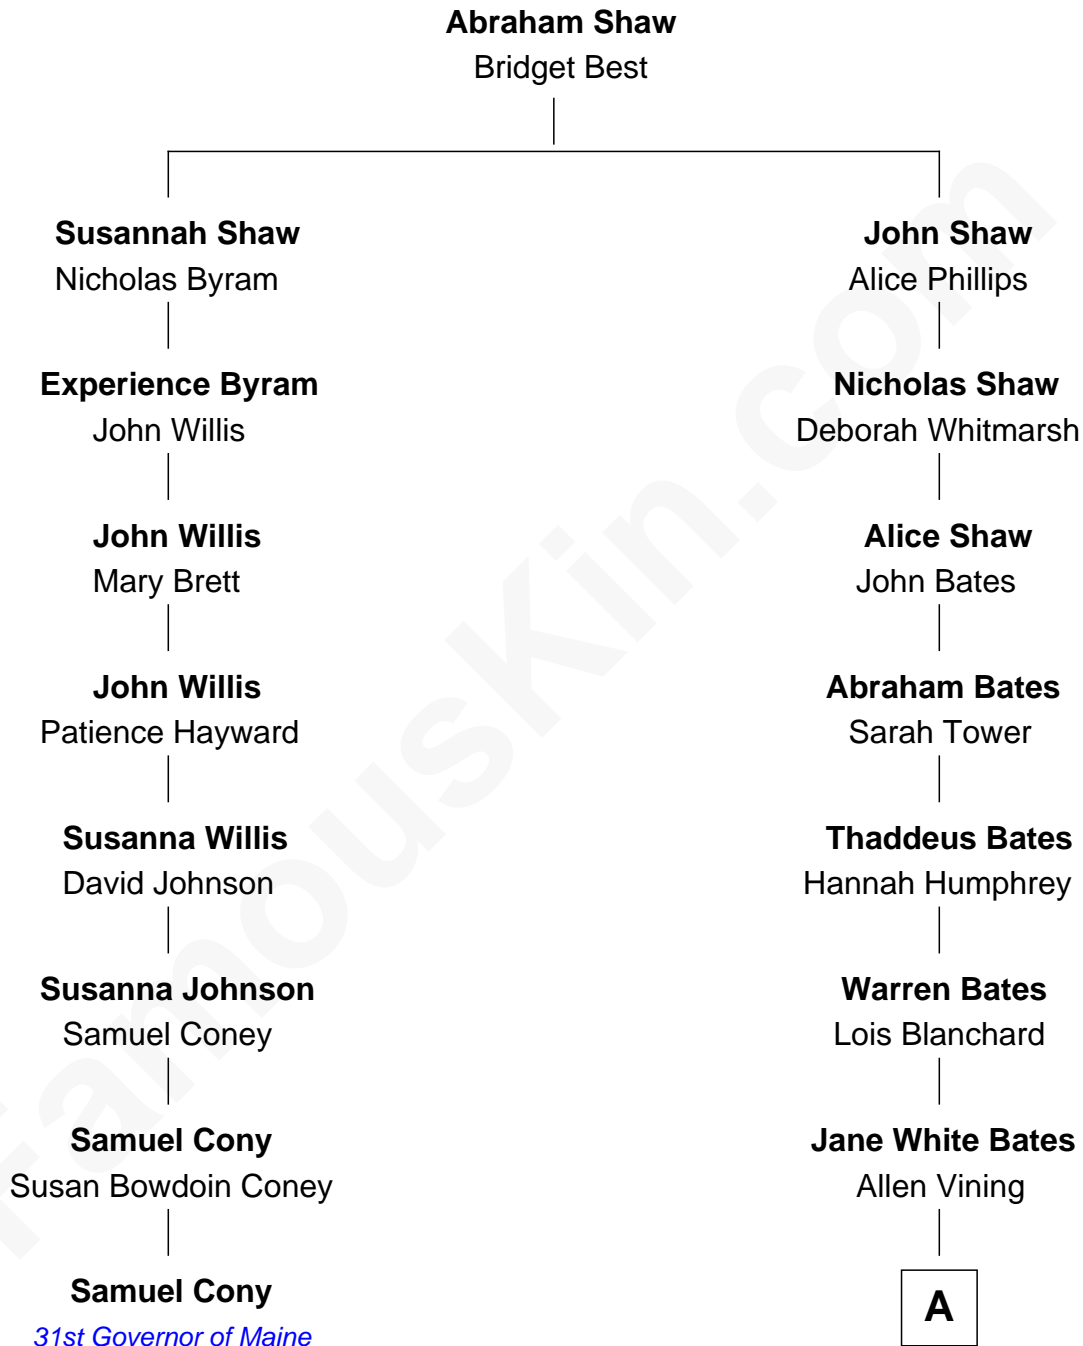 Abraham Shaw
Bridget Best
Susannah Shaw
Nicholas Byram
John Shaw
Alice Phillips
Experience Byram
John Willis
Nicholas Shaw
Deborah Whitmarsh
John Willis
Mary Brett
Alice Shaw
John Bates
John Willis
Patience Hayward
Abraham Bates
Sarah Tower
Susanna Willis
David Johnson
Thaddeus Bates
Hannah Humphrey
Susanna Johnson
Samuel Coney
Warren Bates
Lois Blanchard
Samuel Cony
Susan Bowdoin Coney
Jane White Bates
Allen Vining
Samuel Cony
31st Governor of Maine
A
FamousKin.com